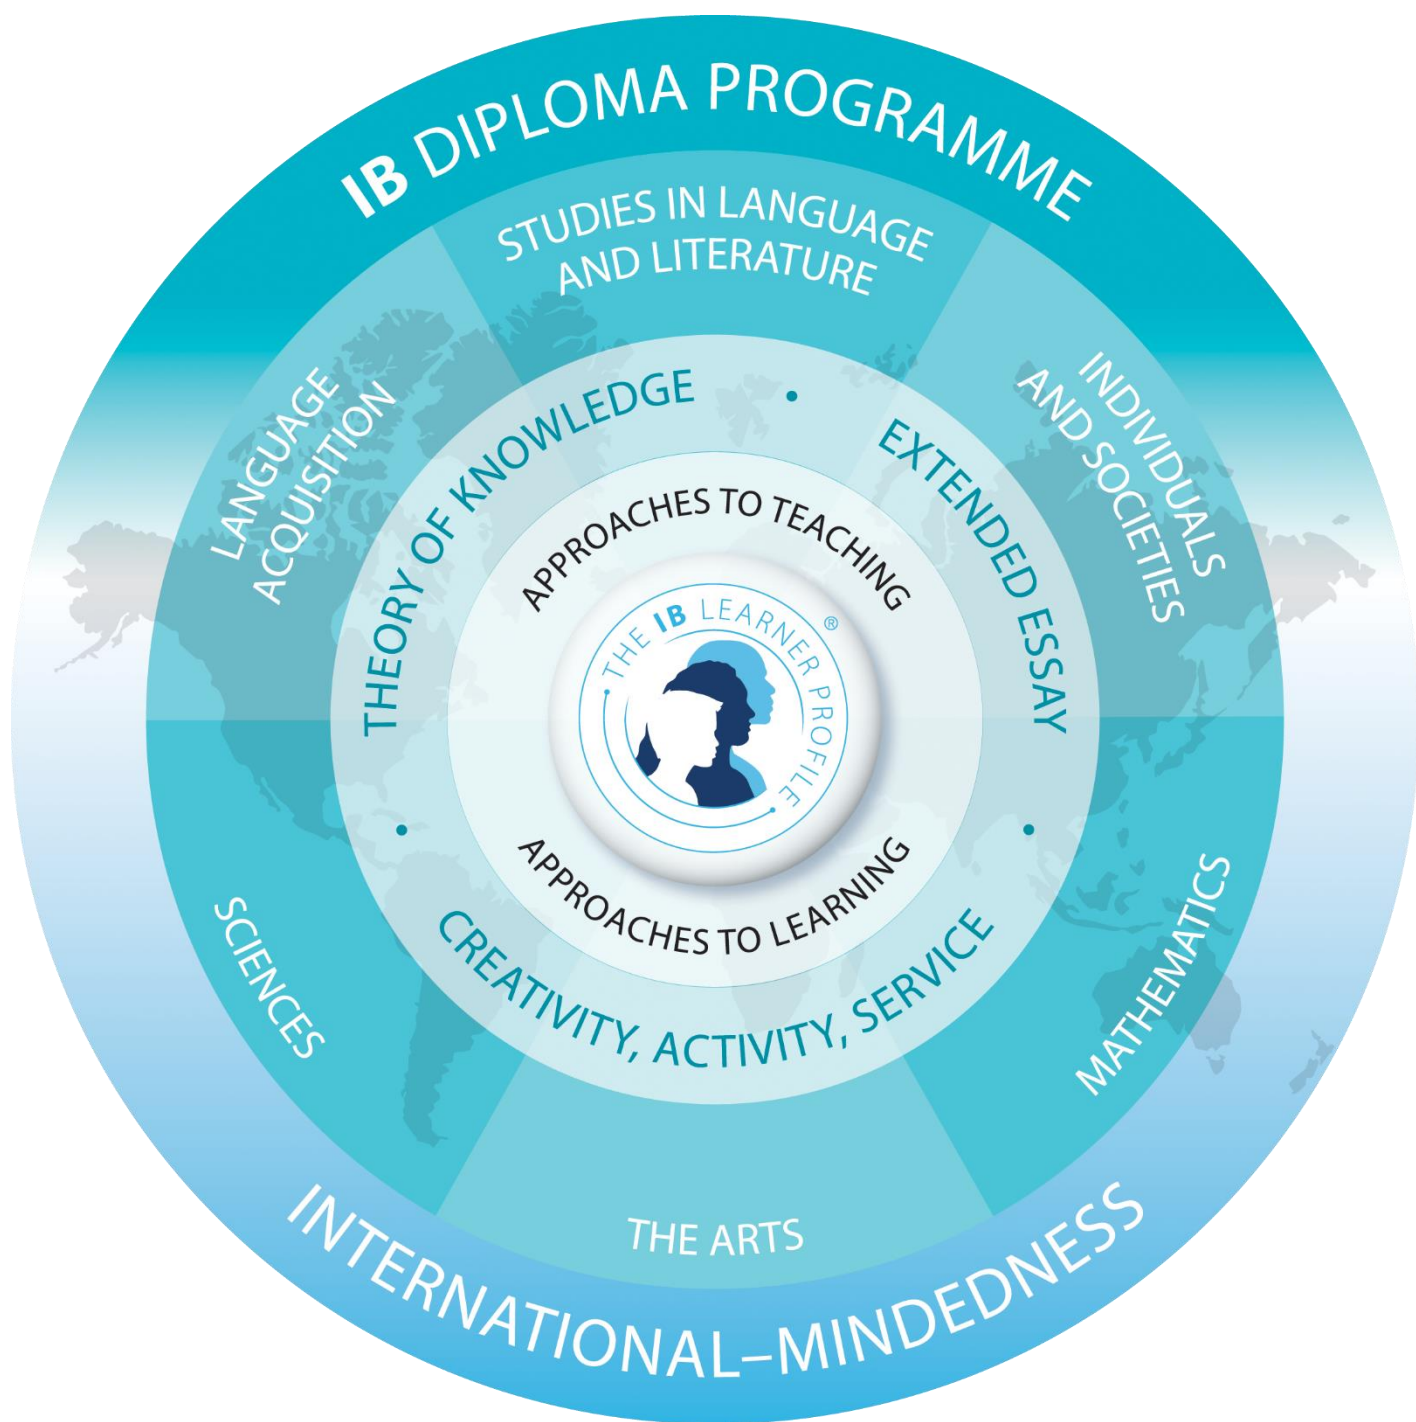 IB DIPLOMA PROGRAMME
STUDIES IN LANGUAGE
AND LITERATURE
LANGUAGE
ACQUISITION
INDIVIDUALS
AND SOCIETIES
THEORY OF KNOWLEDGE
•
EXTENDED ESSAY
•
CREATIVITY, ACTIVITY, SERVICE
•
APPROACHES TO TEACHING
THE IB LEARNER PROFILE ®
APPROACHES TO LEARNING
SCIENCES
MATHEMATICS
THE ARTS
INTERNATIONAL–MINDEDNESS